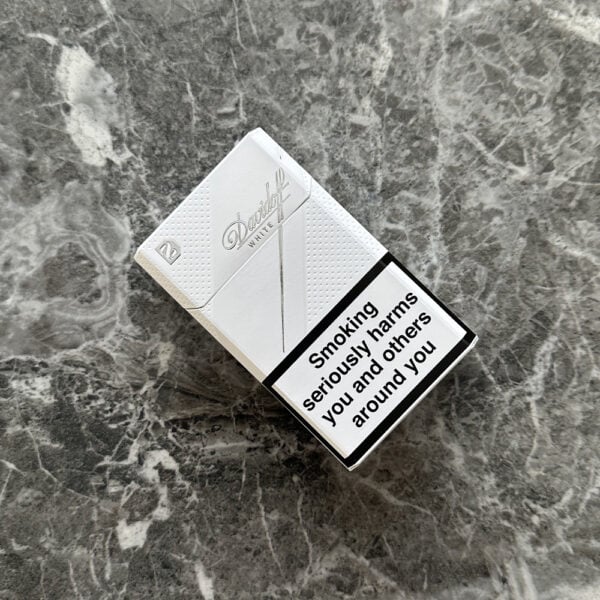 Davidoff
WHITE
Smoking
seriously harms
you and others
around you